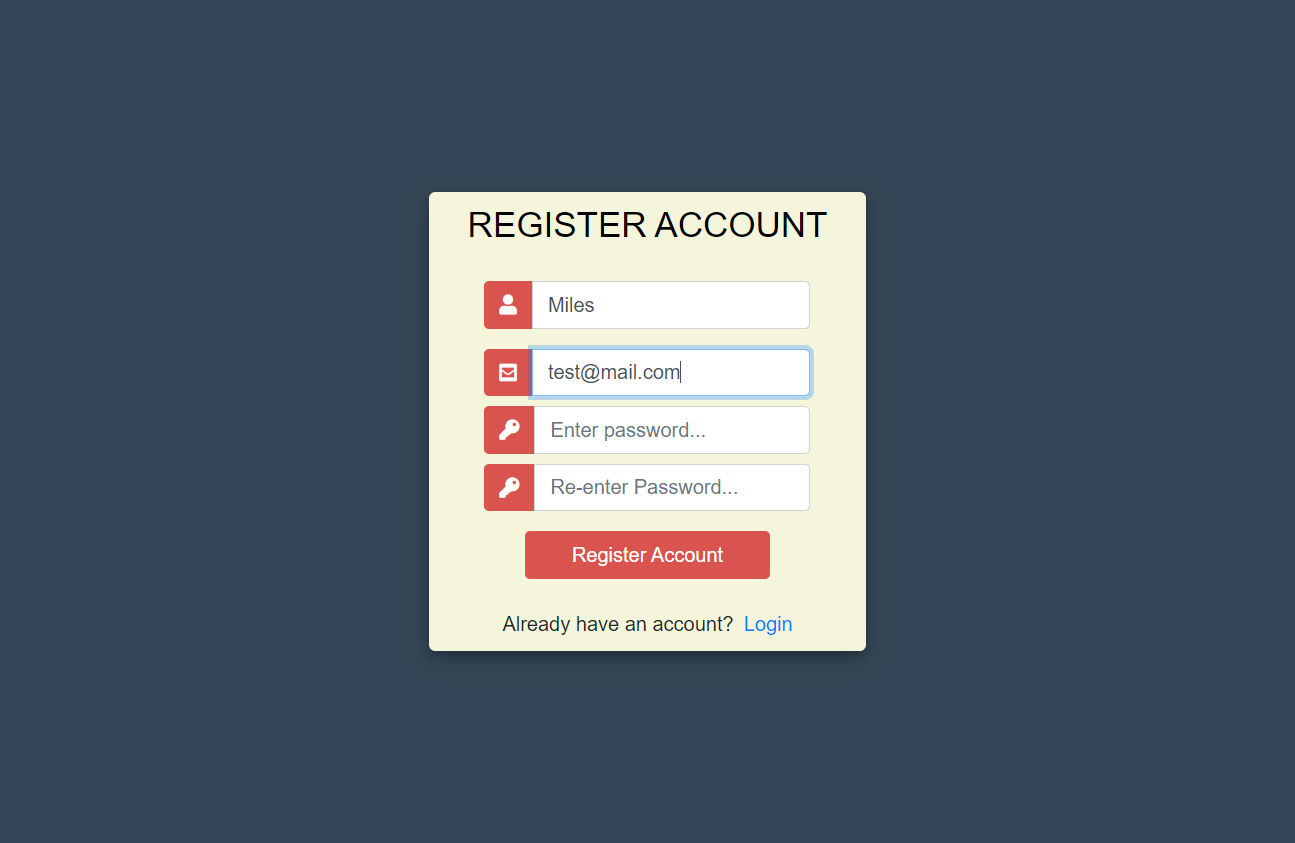 REGISTER ACCOUNT
Miles
test@mail.com
Enter password...
Re-enter Password...
Register Account
Already have an account? Login